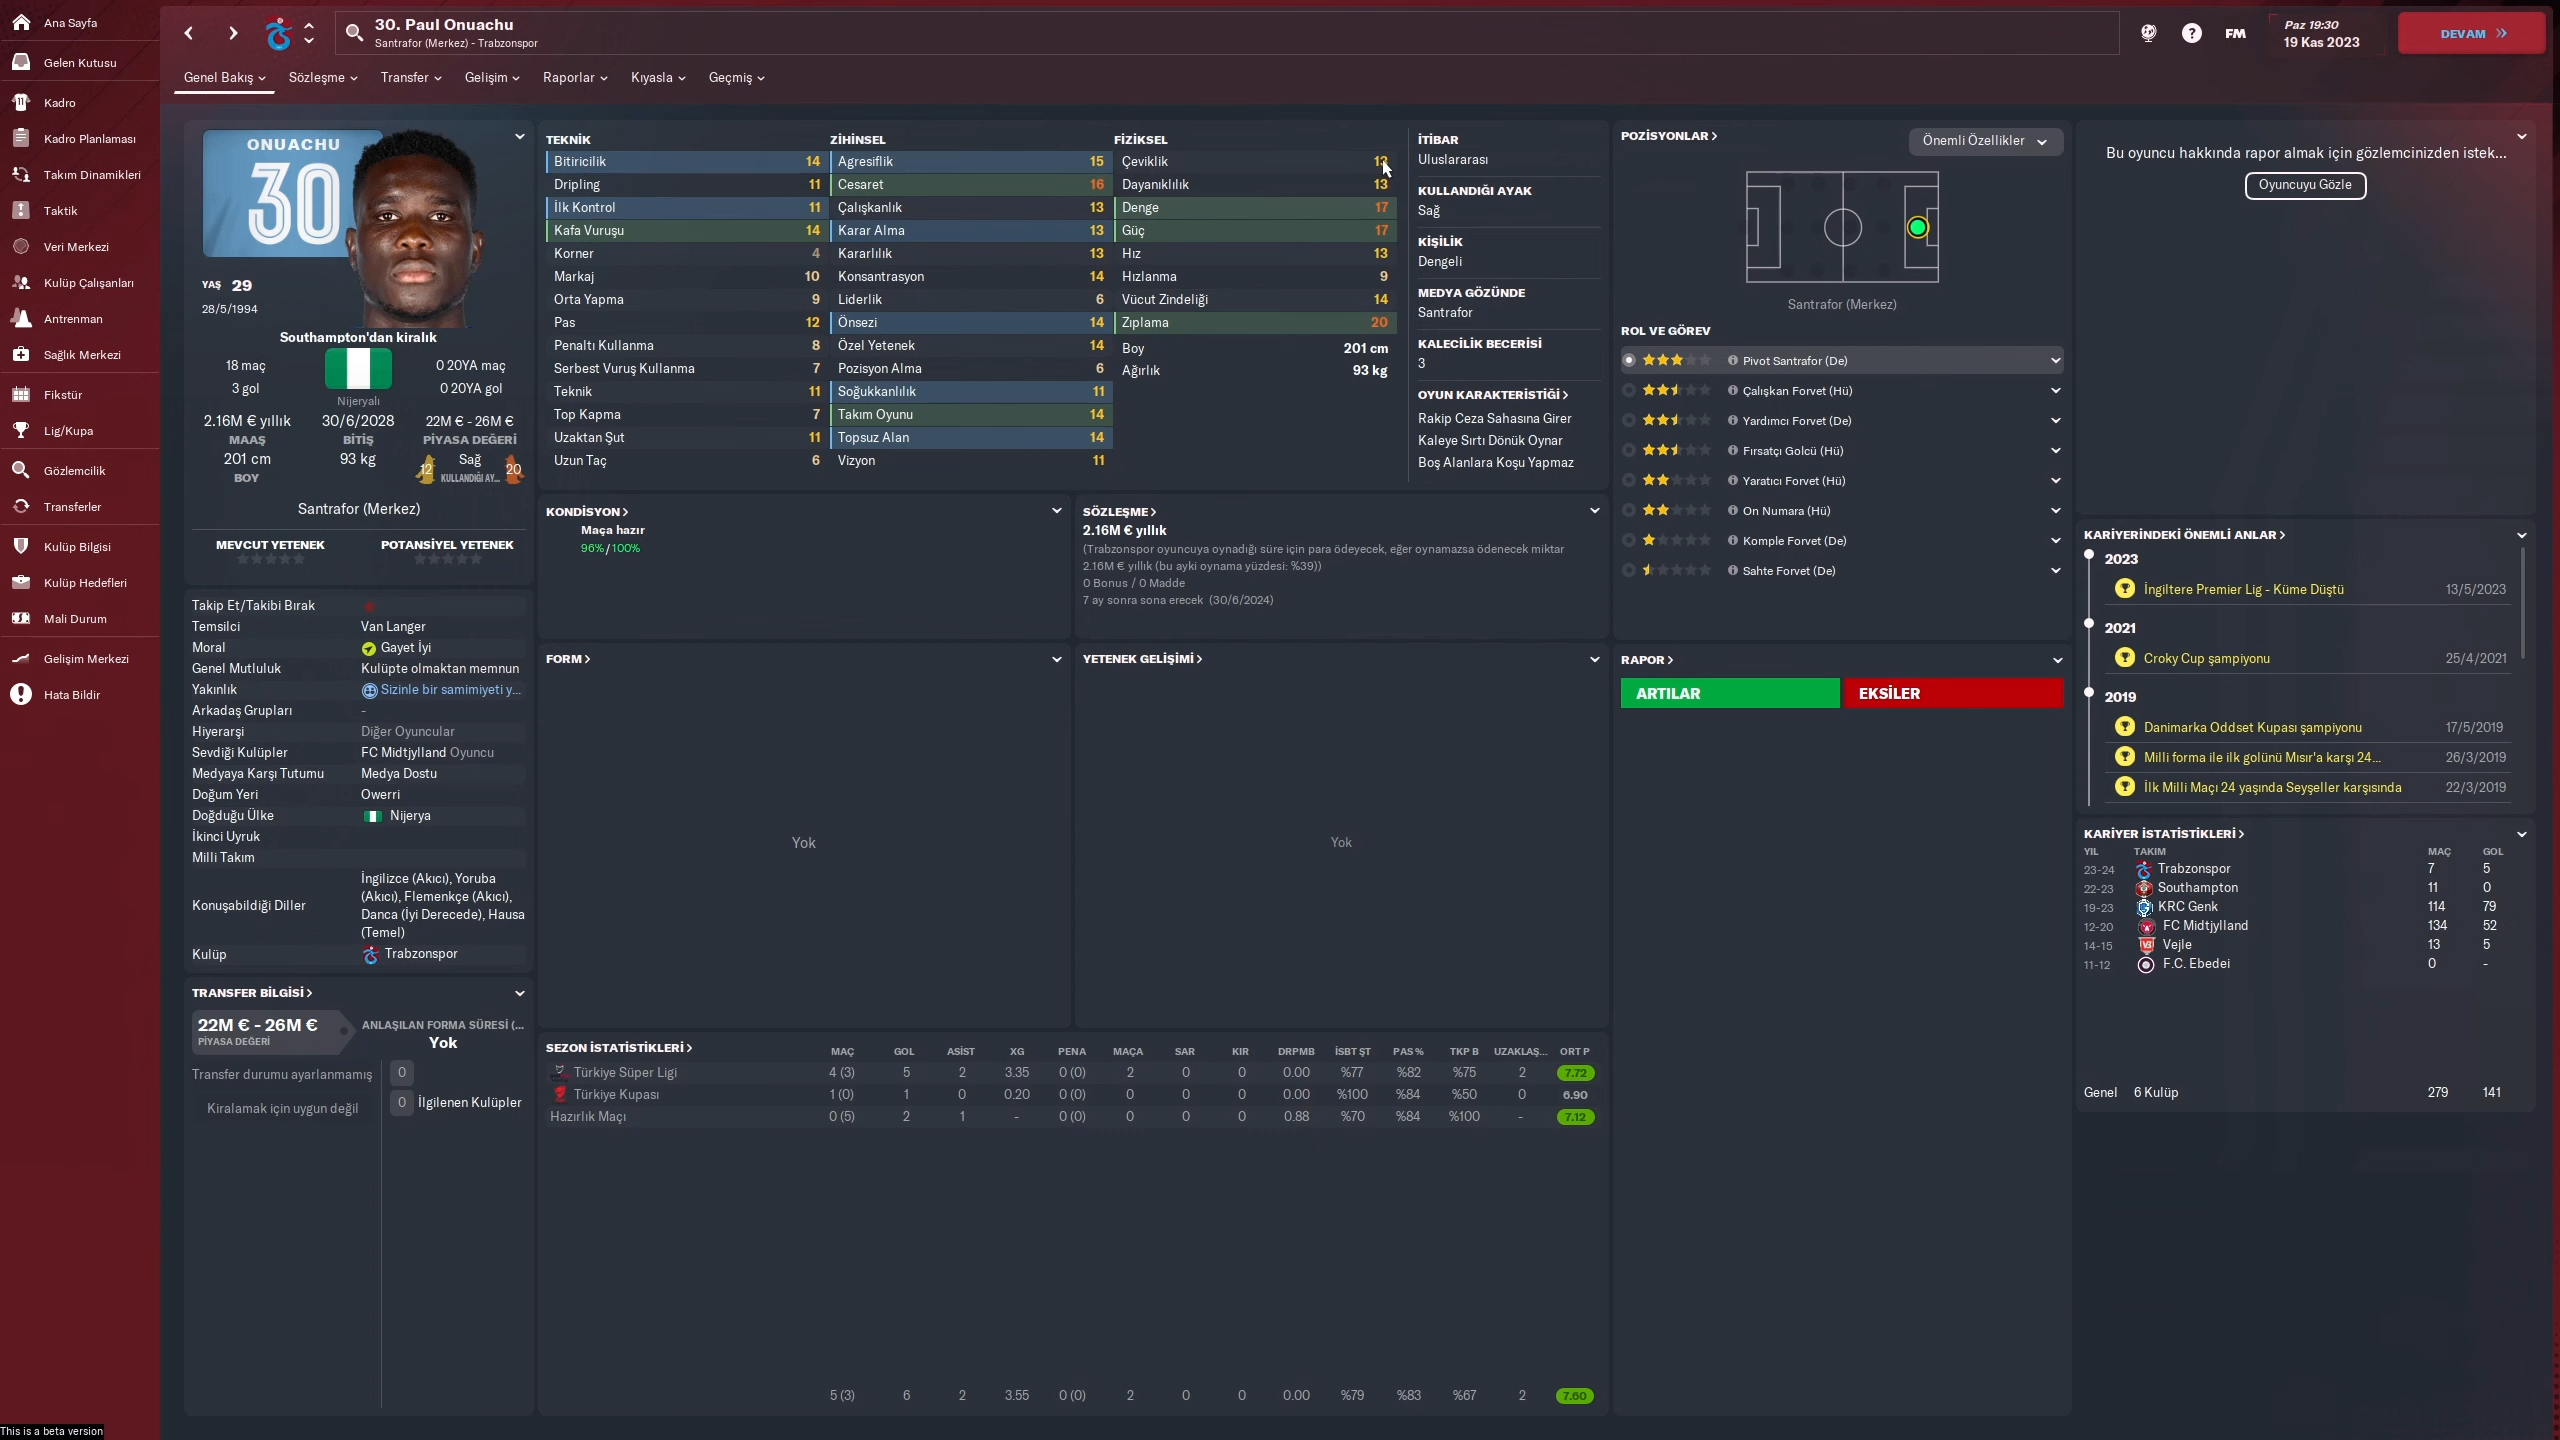 Ana Sayfa
Gelen Kutusu
Kadro
Kadro Planlaması
Takım Dinamikleri
Taktik
Veri Merkezi
Kulüp Çalışanları
Antrenman
Sağlık Merkezi
Fikstür
Lig/Kupa
Gözlemcilik
Transferler
Kulüp Bilgisi
Kulüp Hedefleri
Mali Durum
Gelişim Merkezi
Hata Bildir
This is a beta version
30. Paul Onuachu
Santrafor (Merkez) - Trabzonspor
FM
Paz 19:30
19 Kas 2023
DEVAM
Genel Bakış Sözleşme Transfer Gelişim Raporlar Kıyasla Geçmiş
ONUACHU
30
YAŞ 29
28/5/1994
Southampton'dan kiralık
18 maç 0 20YA maç
3 gol 0 20YA gol
Nijeryalı
2.16M € yıllık 30/6/2028 22M € - 26M €
MAAŞ BİTİŞ PİYASA DEĞERİ
201 cm 93 kg 12 Sağ 20
BOY KULLANDIĞI AY...
Santrafor (Merkez)
MEVCUT YETENEK POTANSİYEL YETENEK
Takip Et/Takibi Bırak
Temsilci Van Langer
Moral Gayet İyi
Genel Mutluluk Kulüpte olmaktan memnun
Yakınlık Sizinle bir samimiyeti y...
Arkadaş Grupları -
Hiyerarşi Diğer Oyuncular
Sevdiği Kulüpler FC Midtjylland Oyuncu
Medyaya Karşı Tutumu Medya Dostu
Doğum Yeri Owerri
Doğduğu Ülke Nijerya
İkinci Uyruk
Milli Takım
Konuşabildiği Diller İngilizce (Akıcı), Yoruba
(Akıcı), Flemenkçe (Akıcı),
Danca (İyi Derecede), Hausa
(Temel)
Kulüp Trabzonspor
TRANSFER BİLGİSİ
22M € - 26M €
PİYASA DEĞERİ
ANLAŞILAN FORMA SÜRESİ (...
Yok
Transfer durumu ayarlanmamış 0
Kiralamak için uygun değil 0 İlgilenen Kulüpler
TEKNİK
Bitiricilik 14
Dripling 11
İlk Kontrol 11
Kafa Vuruşu 14
Korner 4
Markaj 10
Orta Yapma 9
Pas 12
Penaltı Kullanma 8
Serbest Vuruş Kullanma 7
Teknik 11
Top Kapma 7
Uzaktan Şut 11
Uzun Taç 6
ZİHİNSEL
Agresiflik 15
Cesaret 16
Çalışkanlık 13
Karar Alma 13
Kararlılık 13
Konsantrasyon 14
Liderlik 6
Önsezi 14
Özel Yetenek 14
Pozisyon Alma 6
Soğukkanlılık 11
Takım Oyunu 14
Topsuz Alan 14
Vizyon 11
FİZİKSEL
Çeviklik
Dayanıklılık 13
Denge 17
Güç 17
Hız 13
Hızlanma 9
Vücut Zindeliği 14
Zıplama 20
Boy 201 cm
Ağırlık 93 kg
İTİBAR
Uluslararası
KULLANDIĞI AYAK
Sağ
KİŞİLİK
Dengeli
MEDYA GÖZÜNDE
Santrafor
KALECİLİK BECERİSİ
3
OYUN KARAKTERİSTİĞİ
Rakip Ceza Sahasına Girer
Kaleye Sırtı Dönük Oynar
Boş Alanlara Koşu Yapmaz
KONDİSYON
Maça hazır
96%/100%
SÖZLEŞME
2.16M € yıllık
(Trabzonspor oyuncuya oynadığı süre için para ödeyecek, eğer oynamazsa ödenecek miktar
2.16M € yıllık (bu ayki oynama yüzdesi: %39))
0 Bonus / 0 Madde
7 ay sonra sona erecek (30/6/2024)
FORM
Yok
YETENEK GELİŞİMİ
Yok
SEZON İSTATİSTİKLERİ MAÇ GOL ASİST XG PENA MAÇA SAR KIR DRPMB İSBT ŞT PAS % TKP B UZAKLAŞ... ORT P
Türkiye Süper Ligi 4 (3) 5 2 3.35 0 (0) 2 0 0 0.00 %77 %82 %75 2 7.72
Türkiye Kupası 1 (0) 1 0 0.20 0 (0) 0 0 0 0.00 %100 %84 %50 0 6.90
Hazırlık Maçı 0 (5) 2 1 - 0 (0) 0 0 0 0.88 %70 %84 %100 - 7.12
5 (3) 6 2 3.55 0 (0) 2 0 0 0.00 %79 %83 %67 2 7.60
POZİSYONLAR
Önemli Özellikler
Santrafor (Merkez)
ROL VE GÖREV
Pivot Santrafor (De)
Çalışkan Forvet (Hü)
Yardımcı Forvet (De)
Fırsatçı Golcü (Hü)
Yaratıcı Forvet (Hü)
On Numara (Hü)
Komple Forvet (De)
Sahte Forvet (De)
RAPOR
ARTILAR EKSİLER
Bu oyuncu hakkında rapor almak için gözlemcinizden istek...
Oyuncuyu Gözle
KARİYERİNDEKİ ÖNEMLİ ANLAR
2023
İngiltere Premier Lig - Küme Düştü 13/5/2023
2021
Croky Cup şampiyonu 25/4/2021
2019
Danimarka Oddset Kupası şampiyonu 17/5/2019
Milli forma ile ilk golünü Mısır'a karşı 24... 26/3/2019
İlk Milli Maçı 24 yaşında Seyşeller karşısında 22/3/2019
KARİYER İSTATİSTİKLERİ
YIL TAKIM MAÇ GOL
23-24 Trabzonspor 7 5
22-23 Southampton 11 0
19-23 KRC Genk 114 79
12-20 FC Midtjylland 134 52
14-15 Vejle 13 5
11-12 F.C. Ebedei 0 -
Genel 6 Kulüp 279 141